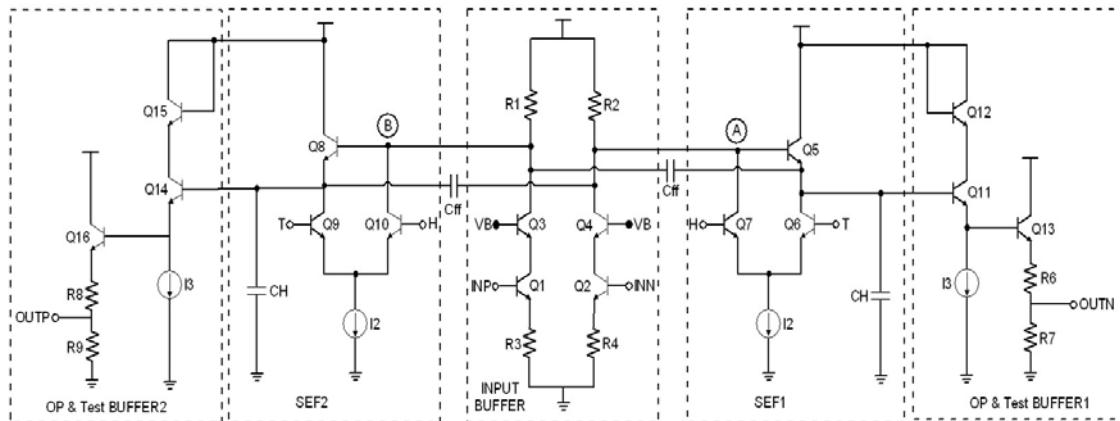 Q15
Q14
Q16
R8
R9
OUTP
I3
OP & Test BUFFER2
Q8
B
T
Q9
Q10
H
CH
I2
SEF2
Cff
R1
R2
VB
Q3
Q4
VB
INP
Q1
Q2
INN
R3
R4
INPUT
BUFFER
Cff
A
Q5
H
Q7
Q6
T
I2
CH
SEF1
Q12
Q11
Q13
I3
R6
R7
OUTN
OP & Test BUFFER1